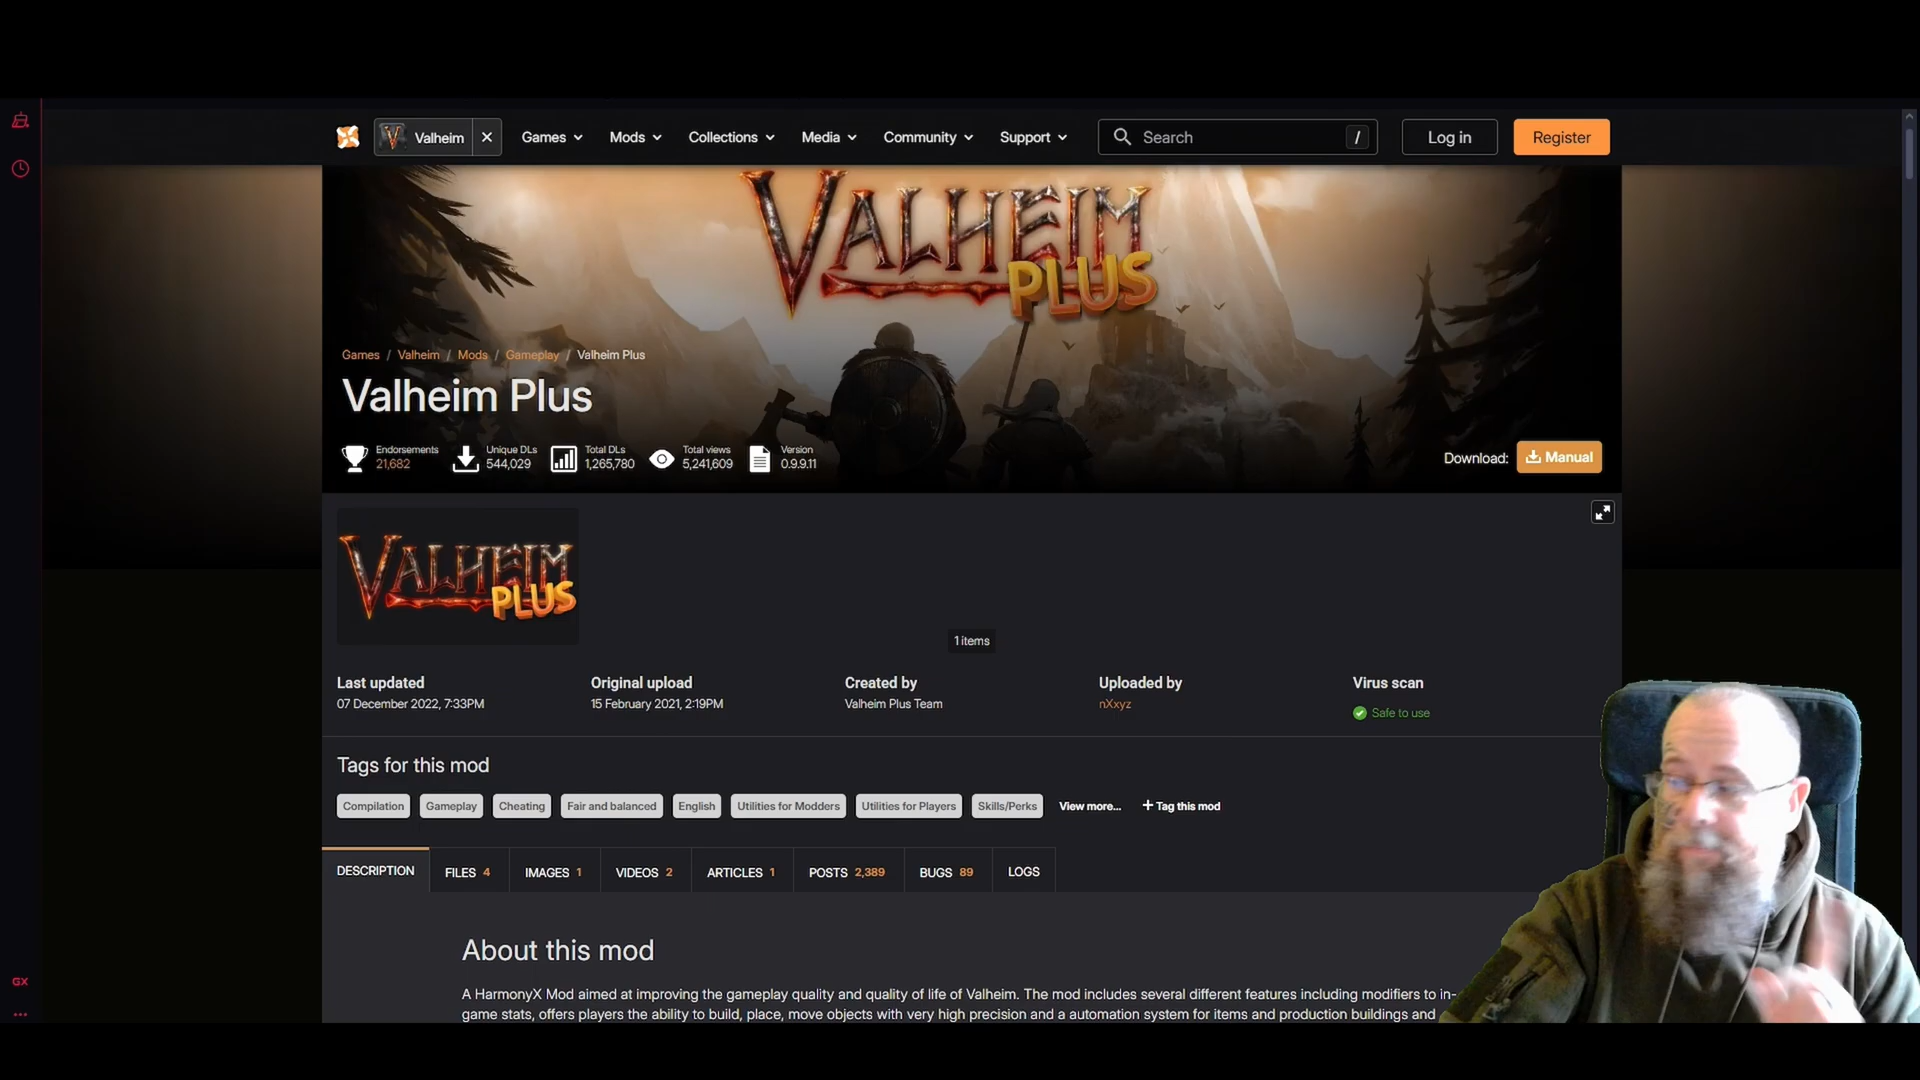 Valheim
Games
Mods
Collections
Media
Community
Support
Search
/
Log in
Register
VALHEIM
PLUS
Games / Valheim / Mods / Gameplay / Valheim Plus
Valheim Plus
Endorsements
21,682
Unique DLs
544,029
Total DLs
1,265,780
Total views
5,241,609
Version
0.9.9.11
Download:
Manual
VALHEIM
PLUS
1 items
Last updated
07 December 2022, 7:33PM
Original upload
15 February 2021, 2:19PM
Created by
Valheim Plus Team
Uploaded by
nXxyz
Virus scan
Safe to use
Tags for this mod
Compilation
Gameplay
Cheating
Fair and balanced
English
Utilities for Modders
Utilities for Players
Skills/Perks
View more...
+ Tag this mod
DESCRIPTION
FILES 4
IMAGES 1
VIDEOS 2
ARTICLES 1
POSTS 2,389
BUGS 89
LOGS
About this mod
A HarmonyX Mod aimed at improving the gameplay quality and quality of life of Valheim. The mod includes several different features including modifiers to in-
game stats, offers players the ability to build, place, move objects with very high precision and a automation system for items and production buildings and
GX